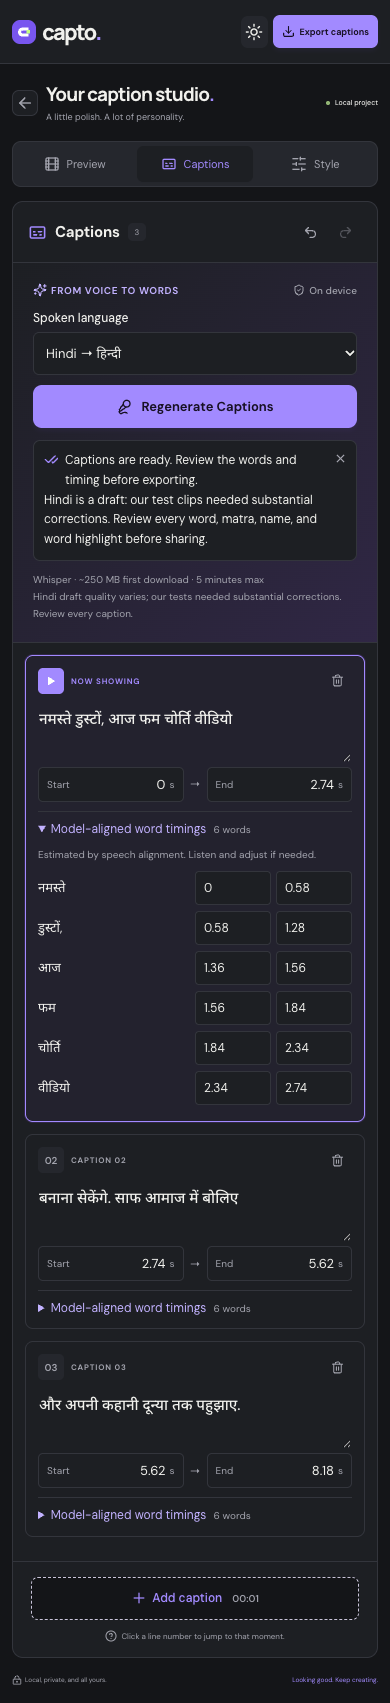 capto.
Export captions
Your caption studio.
A little polish. A lot of personality.
Local project
Preview
Captions
Style
Captions 3
FROM VOICE TO WORDS
On device
Spoken language
Hindi → हिन्दी
Regenerate Captions
Captions are ready. Review the words and
timing before exporting.
Hindi is a draft: our test clips needed substantial
corrections. Review every word, matra, name, and
word highlight before sharing.
Whisper · ~250 MB first download · 5 minutes max
Hindi draft quality varies; our tests needed substantial corrections.
Review every caption.
NOW SHOWING
नमस्ते डुस्टों, आज फम चोर्ति वीडियो
Start 0 s → End 2.74 s
Model-aligned word timings 6 words
Estimated by speech alignment. Listen and adjust if needed.
नमस्ते 0 0.58
डुस्टों, 0.58 1.28
आज 1.36 1.56
फम 1.56 1.84
चोर्ति 1.84 2.34
वीडियो 2.34 2.74
02 CAPTION 02
बनाना सेकेंगे. साफ आमाज में बोलिए
Start 2.74 s → End 5.62 s
Model-aligned word timings 6 words
03 CAPTION 03
और अपनी कहानी दून्या तक पहुझाए.
Start 5.62 s → End 8.18 s
Model-aligned word timings 6 words
+ Add caption 00:01
Click a line number to jump to that moment.
Local, private, and all yours.
Looking good. Keep creating.